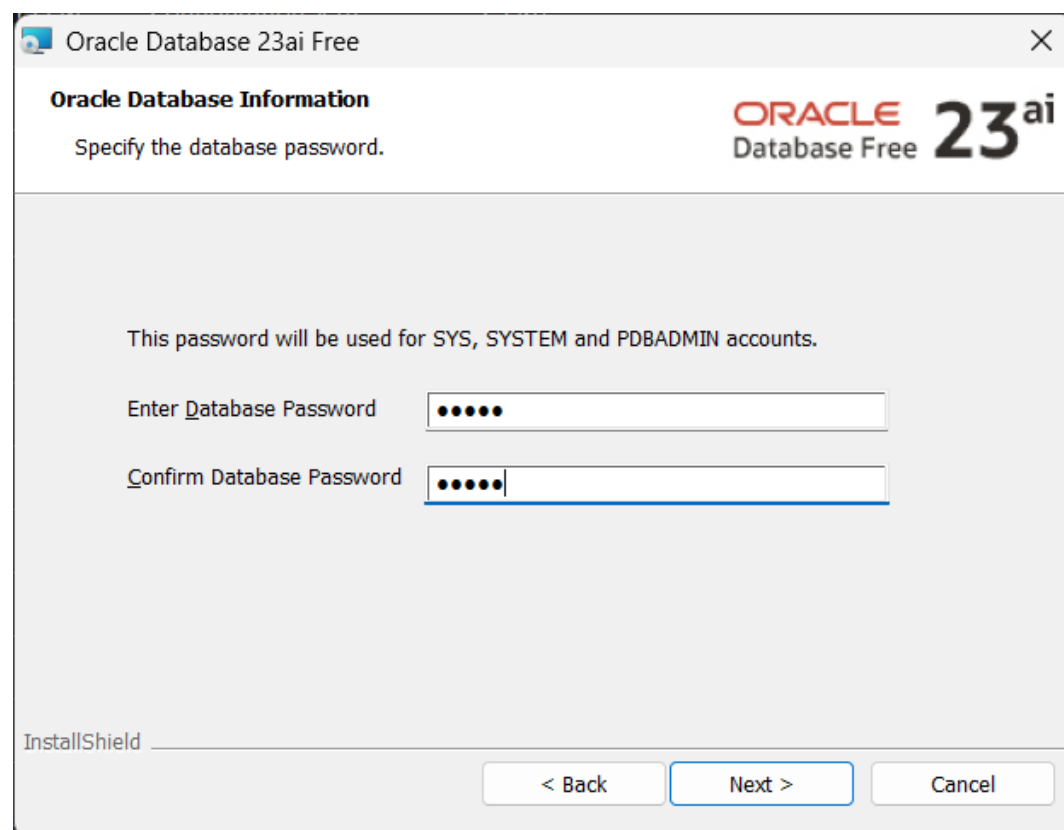 Oracle Database 23ai Free
Oracle Database Information
Specify the database password.
ORACLE
Database Free 23ai
This password will be used for SYS, SYSTEM and PDBADMIN accounts.
Enter Database Password
●●●●●
Confirm Database Password
●●●●●
InstallShield
< Back
Next >
Cancel